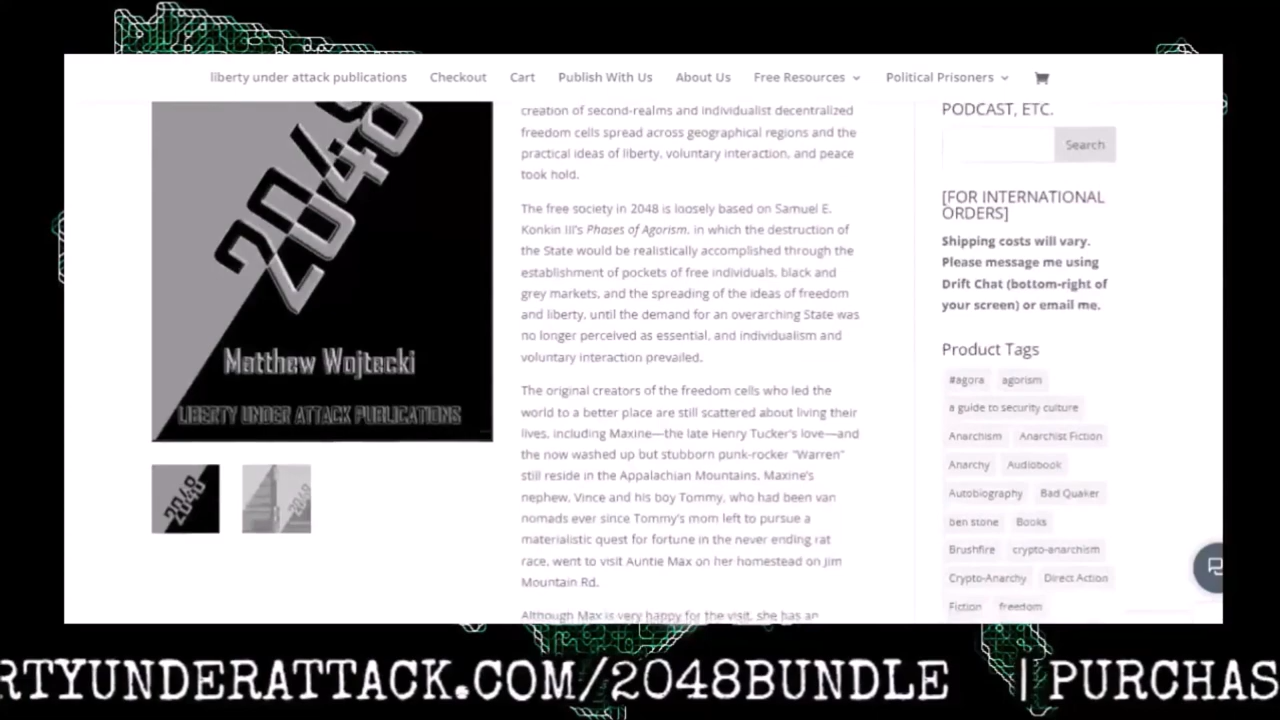 liberty under attack publications
Checkout
Cart
Publish With Us
About Us
Free Resources
Political Prisoners
2048
Matthew Wojtecki
LIBERTY UNDER ATTACK PUBLICATIONS
2048
2048
creation of second-realms and individualist decentralized
freedom cells spread across geographical regions and the
practical ideas of liberty, voluntary interaction, and peace
took hold.
The free society in 2048 is loosely based on Samuel E.
Konkin III's Phases of Agorism, in which the destruction of
the State would be realistically accomplished through the
establishment of pockets of free individuals, black and
grey markets, and the spreading of the ideas of freedom
and liberty, until the demand for an overarching State was
no longer perceived as essential, and individualism and
voluntary interaction prevailed.
The original creators of the freedom cells who led the
world to a better place are still scattered about living their
lives, including Maxine—the late Henry Tucker's love—and
the now washed up but stubborn punk-rocker "Warren"
still reside in the Appalachian Mountains. Maxine's
nephew, Vince and his boy Tommy, who had been van
nomads ever since Tommy's mom left to pursue a
materialistic quest for fortune in the never ending rat
race, went to visit Auntie Max on her homestead on Jim
Mountain Rd.
Although Max is very happy for the visit, she has an
PODCAST, ETC.
Search
[FOR INTERNATIONAL
ORDERS]
Shipping costs will vary.
Please message me using
Drift Chat (bottom-right of
your screen) or email me.
Product Tags
#agora
agorism
a guide to security culture
Anarchism
Anarchist Fiction
Anarchy
Audiobook
Autobiography
Bad Quaker
ben stone
Books
Brushfire
crypto-anarchism
Crypto-Anarchy
Direct Action
Fiction
freedom
RTYUNDERATTACK.COM/2048BUNDLE | PURCHAS